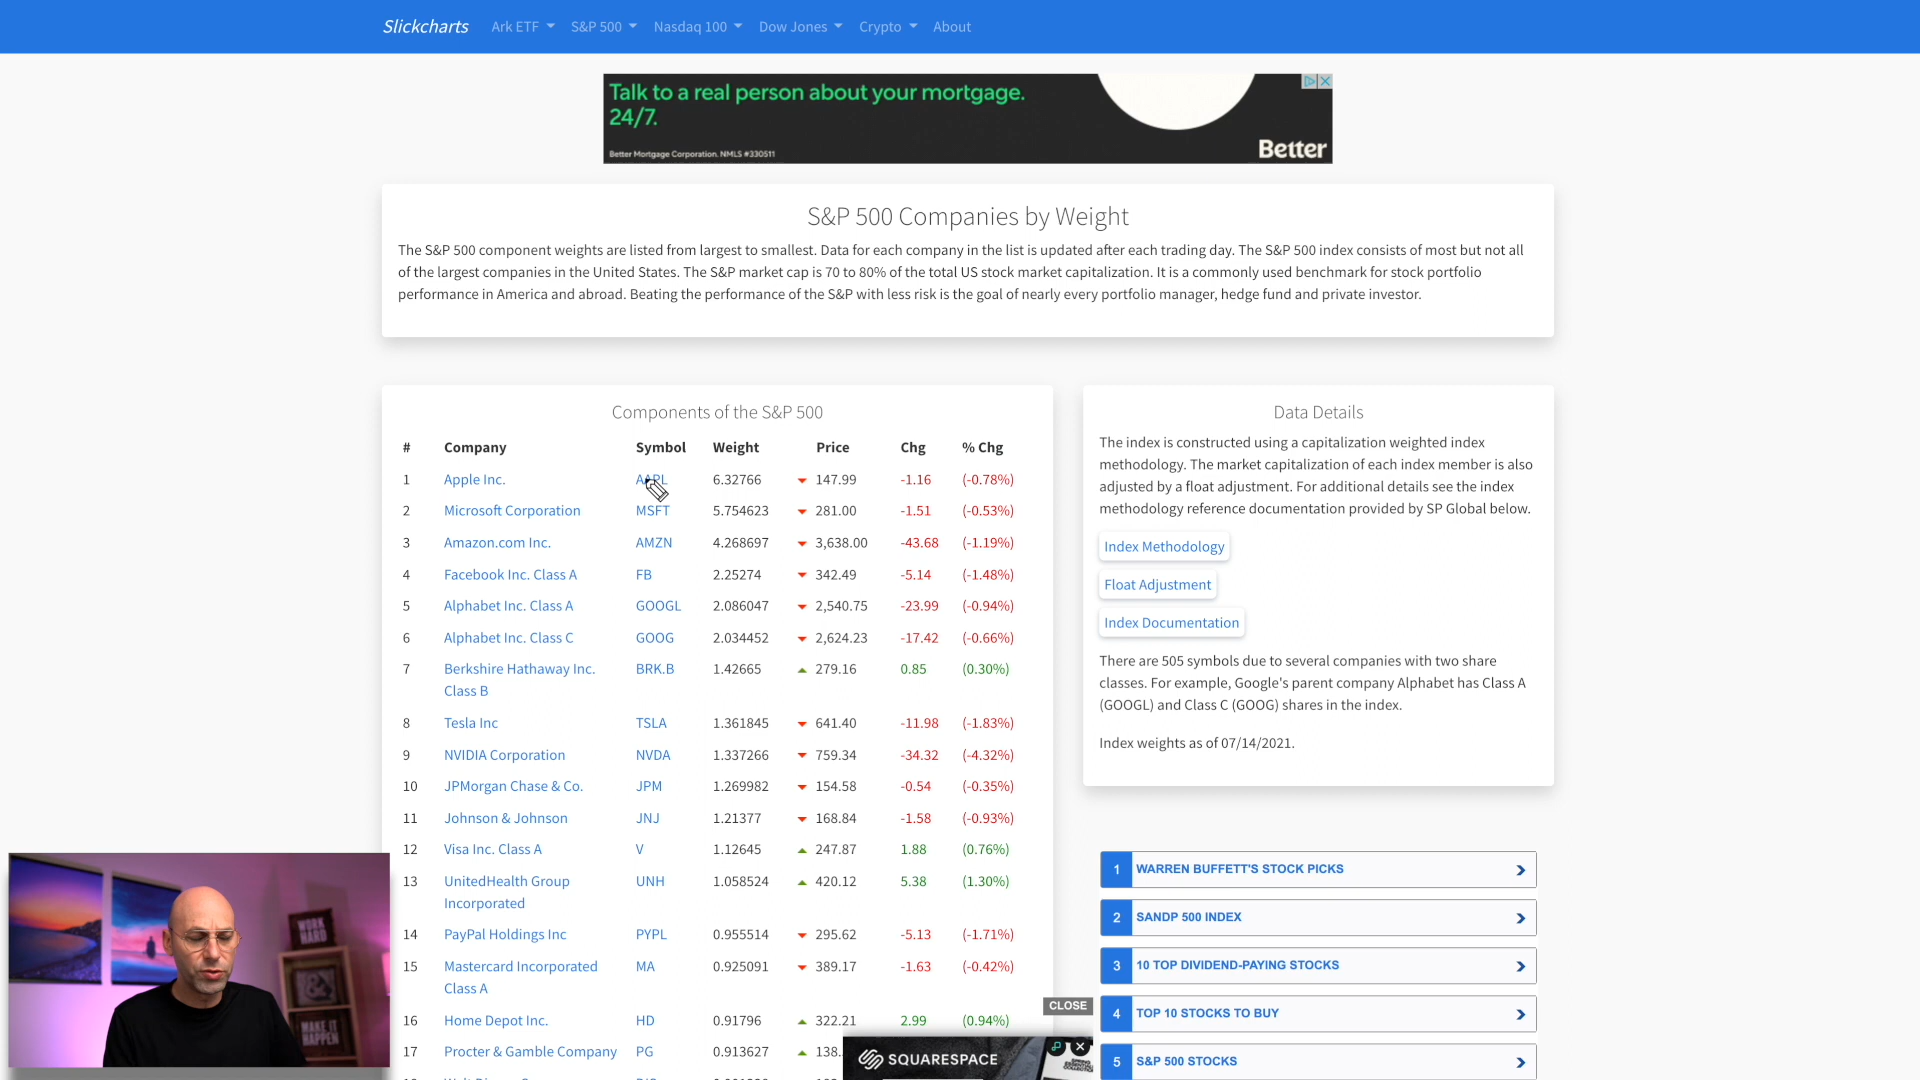 Slickcharts Ark ETF S&P 500 Nasdaq 100 Dow Jones Crypto About
Talk to a real person about your mortgage.
24/7.
Better Mortgage Corporation. NMLS #330511
Better
S&P 500 Companies by Weight
The S&P 500 component weights are listed from largest to smallest. Data for each company in the list is updated after each trading day. The S&P 500 index consists of most but not all
of the largest companies in the United States. The S&P market cap is 70 to 80% of the total US stock market capitalization. It is a commonly used benchmark for stock portfolio
performance in America and abroad. Beating the performance of the S&P with less risk is the goal of nearly every portfolio manager, hedge fund and private investor.
Components of the S&P 500
# Company Symbol Weight Price Chg % Chg
1 Apple Inc. AAPL 6.32766 147.99 -1.16 (-0.78%)
2 Microsoft Corporation MSFT 5.754623 281.00 -1.51 (-0.53%)
3 Amazon.com Inc. AMZN 4.268697 3,638.00 -43.68 (-1.19%)
4 Facebook Inc. Class A FB 2.25274 342.49 -5.14 (-1.48%)
5 Alphabet Inc. Class A GOOGL 2.086047 2,540.75 -23.99 (-0.94%)
6 Alphabet Inc. Class C GOOG 2.034452 2,624.23 -17.42 (-0.66%)
7 Berkshire Hathaway Inc. BRK.B 1.42665 279.16 0.85 (0.30%)
Class B
8 Tesla Inc TSLA 1.361845 641.40 -11.98 (-1.83%)
9 NVIDIA Corporation NVDA 1.337266 759.34 -34.32 (-4.32%)
10 JPMorgan Chase & Co. JPM 1.269982 154.58 -0.54 (-0.35%)
11 Johnson & Johnson JNJ 1.21377 168.84 -1.58 (-0.93%)
12 Visa Inc. Class A V 1.12645 247.87 1.88 (0.76%)
13 UnitedHealth Group UNH 1.058524 420.12 5.38 (1.30%)
Incorporated
14 PayPal Holdings Inc PYPL 0.955514 295.62 -5.13 (-1.71%)
15 Mastercard Incorporated MA 0.925091 389.17 -1.63 (-0.42%)
Class A
16 Home Depot Inc. HD 0.91796 322.21 2.99 (0.94%)
17 Procter & Gamble Company PG 0.913627 138.
Data Details
The index is constructed using a capitalization weighted index
methodology. The market capitalization of each index member is also
adjusted by a float adjustment. For additional details see the index
methodology reference documentation provided by SP Global below.
Index Methodology
Float Adjustment
Index Documentation
There are 505 symbols due to several companies with two share
classes. For example, Google's parent company Alphabet has Class A
(GOOGL) and Class C (GOOG) shares in the index.
Index weights as of 07/14/2021.
1 WARREN BUFFETT'S STOCK PICKS
2 SANDP 500 INDEX
3 10 TOP DIVIDEND-PAYING STOCKS
4 TOP 10 STOCKS TO BUY
5 S&P 500 STOCKS
CLOSE
SQUARESPACE
WORK
HARD
MAKE IT
HAPPEN